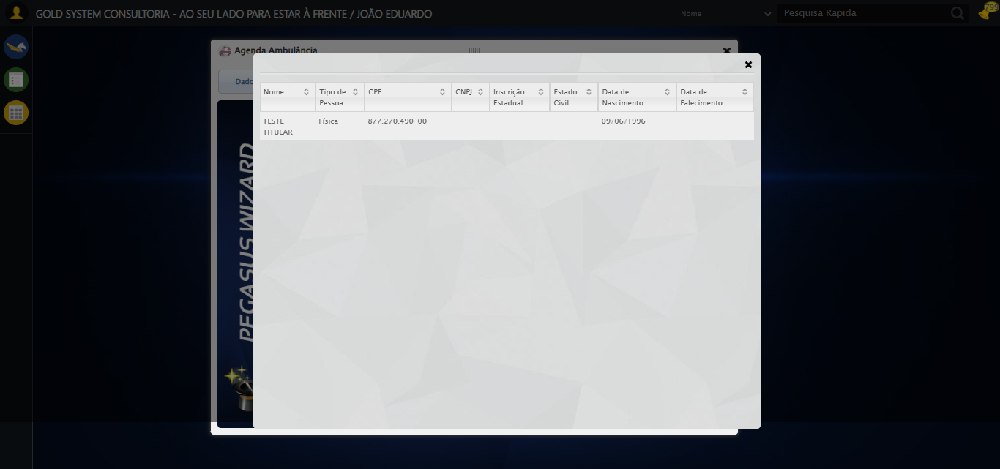 GOLD SYSTEM CONSULTORIA - AO SEU LADO PARA ESTAR À FRENTE / JOÃO EDUARDO
Nome
Pesquisa Rapida
799
Agenda Ambulância
Dado
Nome
Tipo de
Pessoa
CPF
CNPJ
Inscrição
Estadual
Estado
Civil
Data de
Nascimento
Data de
Falecimento
TESTE
TITULAR
Física
877.270.490-00
09/06/1996
PEGASUS WIZARD